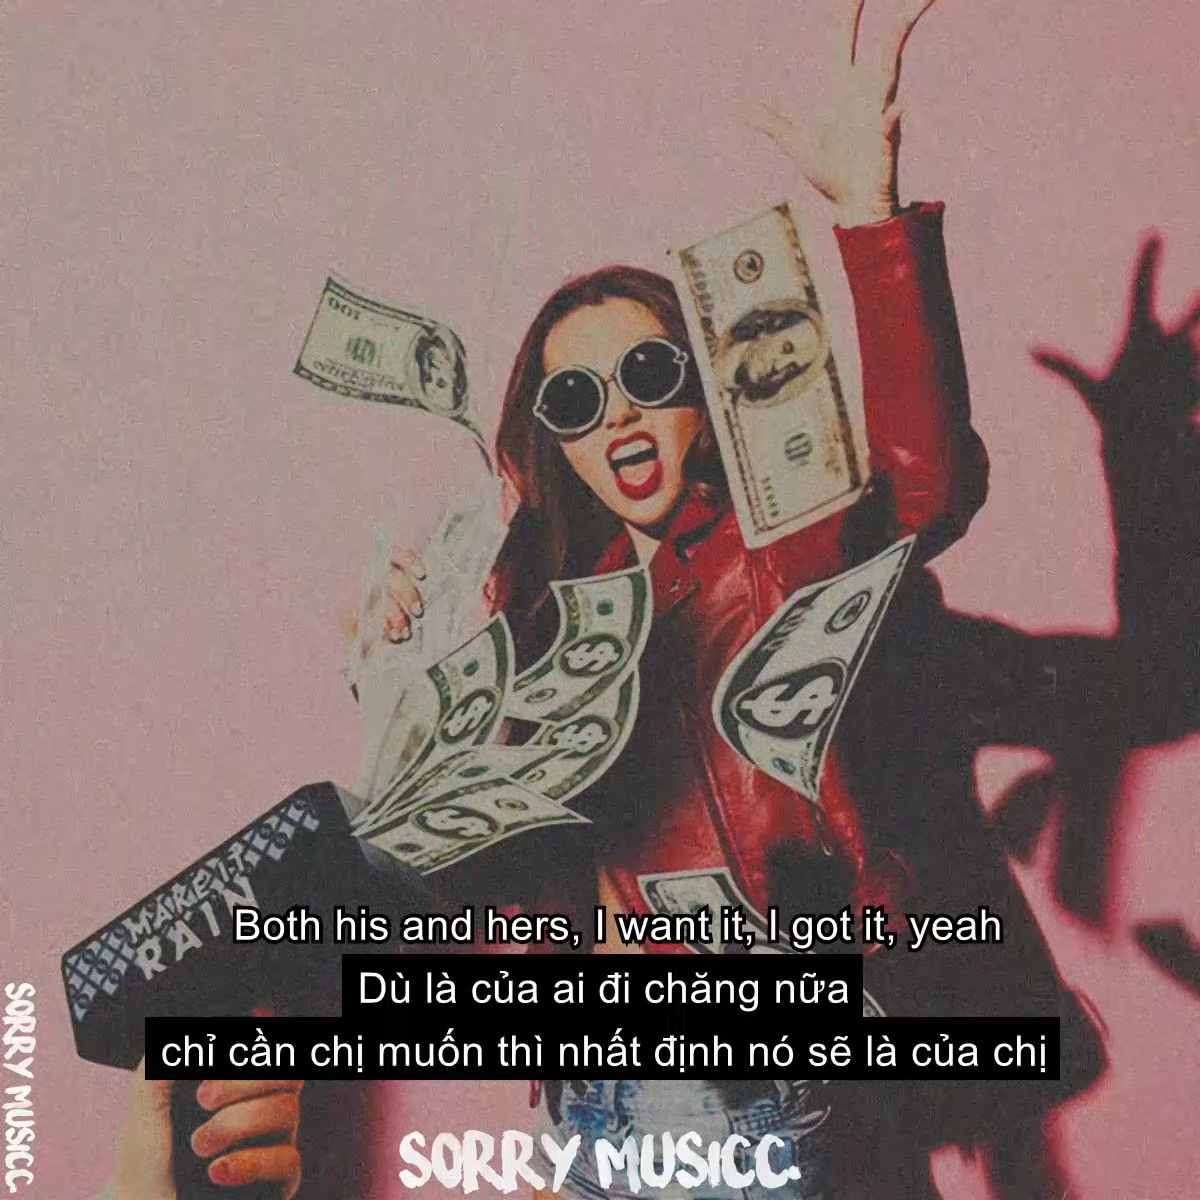 100
MAKE IT
RAIN
Both his and hers, I want it, I got it, yeah
Dù là của ai đi chăng nữa
chỉ cần chị muốn thì nhất định nó sẽ là của chị
SORRY MUSICC.
SORRY MUSICC.